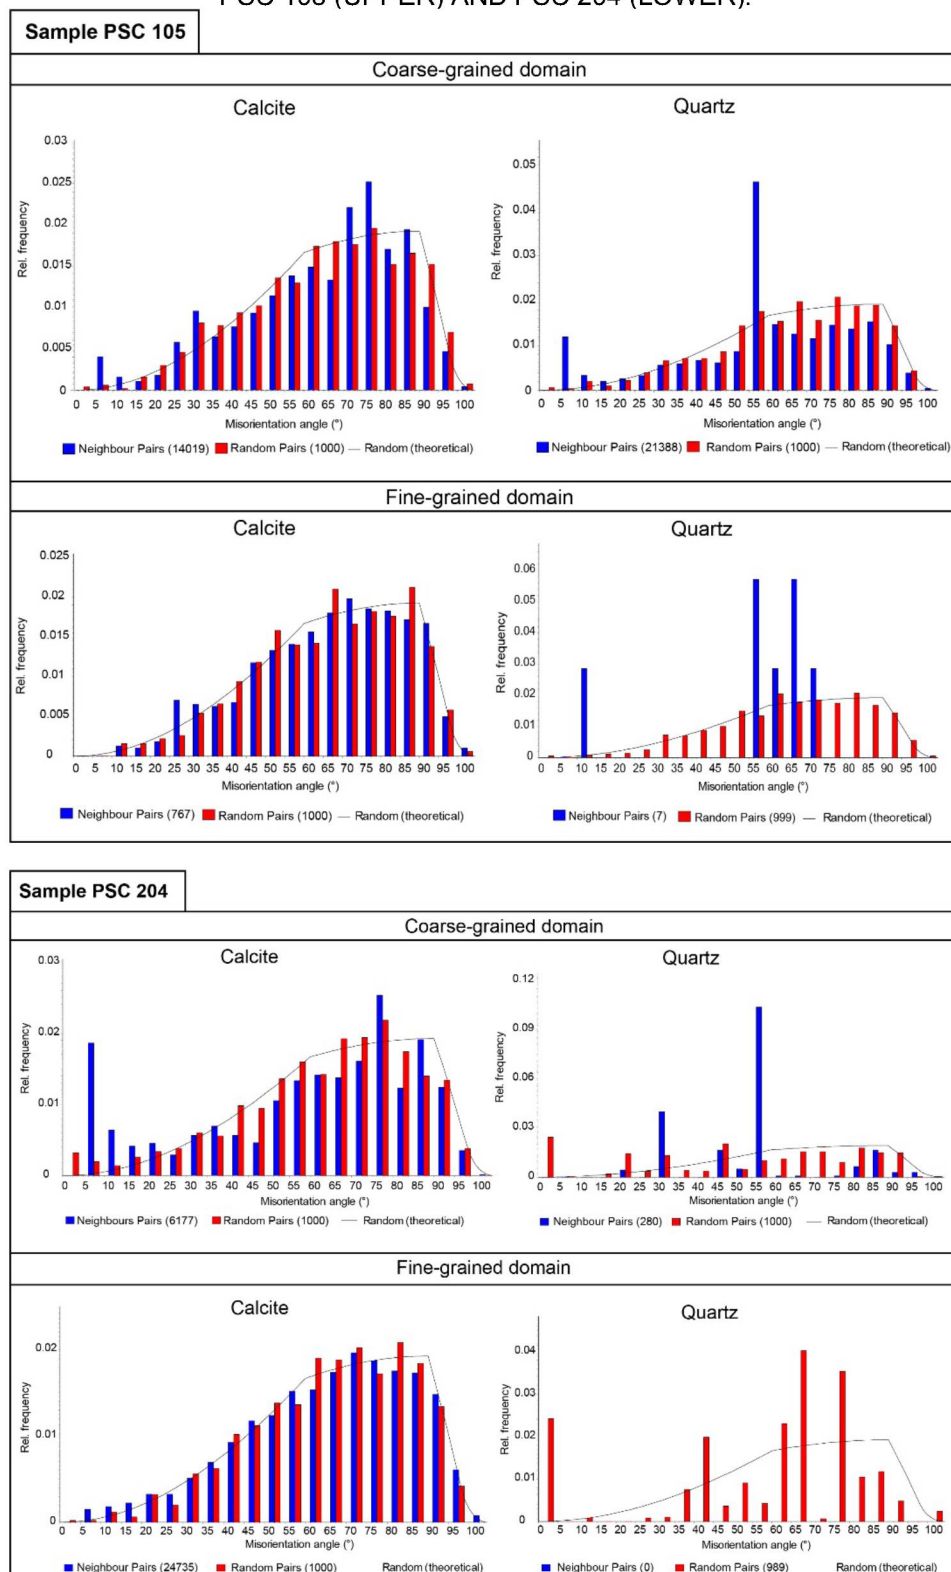 PSC 105 (UPPER) AND PSC 204 (LOWER).
Sample PSC 105
Coarse-grained domain
Calcite
Quartz
0.03
0.025
0.02
0.015
0.01
0.005
0
Rel. frequency
0 5 10 15 20 25 30 35 40 45 50 55 60 65 70 75 80 85 90 95 100
Misorientation angle (°)
Neighbour Pairs (14019) Random Pairs (1000) Random (theoretical)
0.05
0.04
0.03
0.02
0.01
0
Rel. frequency
0 5 10 15 20 25 30 35 40 45 50 55 60 65 70 75 80 85 90 95 100
Misorientation angle (°)
Neighbour Pairs (21388) Random Pairs (1000) Random (theoretical)
Fine-grained domain
Calcite
Quartz
0.025
0.02
0.015
0.01
0.005
0
Rel. frequency
0 5 10 15 20 25 30 35 40 45 50 55 60 65 70 75 80 85 90 95 100
Misorientation angle (°)
Neighbour Pairs (767) Random Pairs (1000) Random (theoretical)
0.06
0.05
0.04
0.03
0.02
0.01
0
Rel. frequency
0 5 10 15 20 25 30 35 40 45 50 55 60 65 70 75 80 85 90 95 100
Misorientation angle (°)
Neighbour Pairs (7) Random Pairs (999) Random (theoretical)
Sample PSC 204
Coarse-grained domain
Calcite
Quartz
0.03
0.02
0.01
0
Rel. frequency
0 5 10 15 20 25 30 35 40 45 50 55 60 65 70 75 80 85 90 95 100
Misorientation angle (°)
Neighbours Pairs (6177) Random Pairs (1000) Random (theoretical)
0.12
0.09
0.06
0.03
0
Rel. frequency
0 5 10 15 20 25 30 35 40 45 50 55 60 65 70 75 80 85 90 95 100
Misorientation angle (°)
Neighbour Pairs (280) Random Pairs (1000) Random (theoretical)
Fine-grained domain
Calcite
Quartz
0.02
0.01
0
Rel. frequency
0 5 10 15 20 25 30 35 40 45 50 55 60 65 70 75 80 85 90 95 100
Misorientation angle (°)
Neighbour Pairs (24735) Random Pairs (1000) Random (theoretical)
0.04
0.03
0.02
0.01
0
Rel. frequency
0 5 10 15 20 25 30 35 40 45 50 55 60 65 70 75 80 85 90 95 100
Misorientation angle (°)
Neighbour Pairs (0) Random Pairs (989) Random (theoretical)